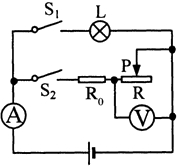 S₁ L
P
S₂ R₀ R
A V